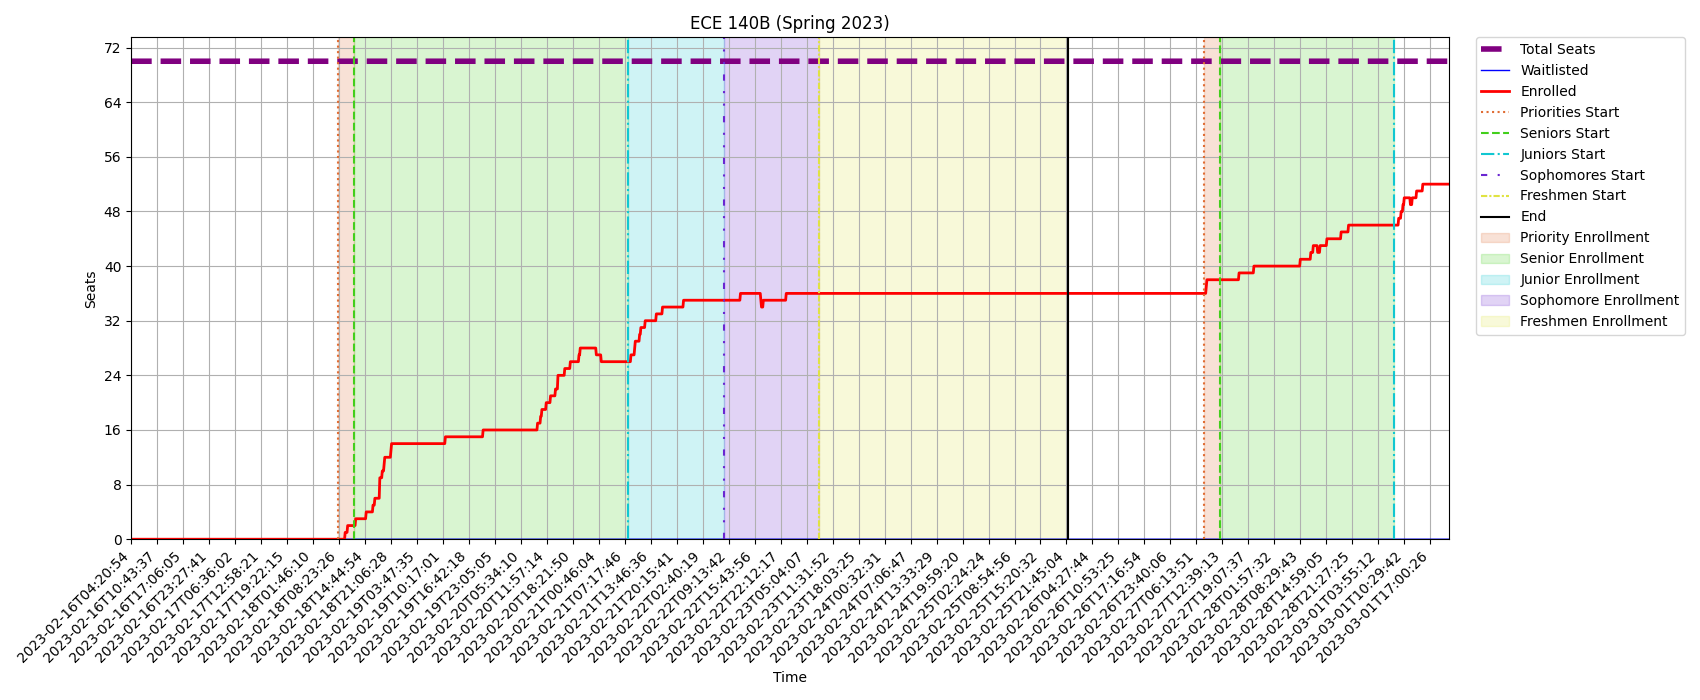 ECE 140B (Spring 2023)
Seats
72
64
56
48
40
32
24
16
8
0
2023-02-16T04:20:54
2023-02-16T10:43:37
2023-02-16T17:06:05
2023-02-16T23:27:41
2023-02-17T06:36:02
2023-02-17T12:58:21
2023-02-17T19:22:15
2023-02-18T01:46:10
2023-02-18T08:23:26
2023-02-18T14:44:54
2023-02-18T21:06:28
2023-02-19T03:47:35
2023-02-19T10:17:01
2023-02-19T16:42:18
2023-02-19T23:05:05
2023-02-20T05:34:10
2023-02-20T11:57:14
2023-02-20T18:21:50
2023-02-21T00:46:04
2023-02-21T07:17:46
2023-02-21T13:46:36
2023-02-21T20:15:41
2023-02-22T02:40:19
2023-02-22T09:13:42
2023-02-22T15:43:56
2023-02-22T22:12:17
2023-02-23T05:04:07
2023-02-23T11:31:52
2023-02-23T18:03:25
2023-02-24T00:32:31
2023-02-24T07:06:47
2023-02-24T13:33:29
2023-02-24T19:59:20
2023-02-25T02:24:24
2023-02-25T08:54:56
2023-02-25T15:20:32
2023-02-25T21:45:04
2023-02-26T04:27:44
2023-02-26T10:53:25
2023-02-26T17:16:54
2023-02-26T23:40:06
2023-02-27T06:13:51
2023-02-27T12:39:13
2023-02-27T19:07:37
2023-02-28T01:57:32
2023-02-28T08:29:43
2023-02-28T14:59:05
2023-02-28T21:27:25
2023-03-01T03:55:12
2023-03-01T10:29:42
2023-03-01T17:00:26
Time
Total Seats
Waitlisted
Enrolled
Priorities Start
Seniors Start
Juniors Start
Sophomores Start
Freshmen Start
End
Priority Enrollment
Senior Enrollment
Junior Enrollment
Sophomore Enrollment
Freshmen Enrollment